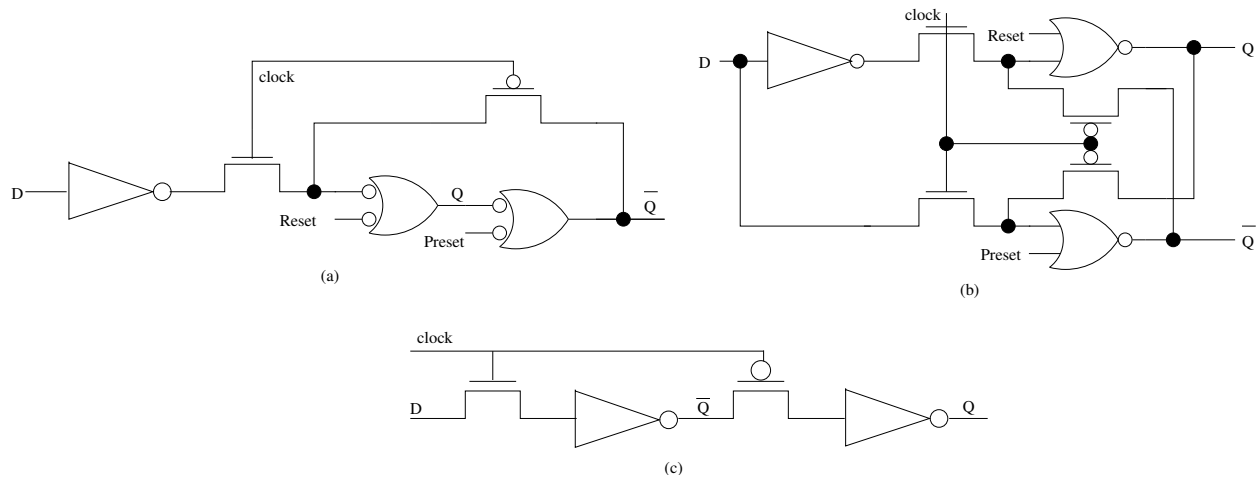 clock
D
Reset
Q
Q̅
Preset
(a)
clock
Reset
Q
D
Preset
Q̅
(b)
clock
D
Q̅
Q
(c)